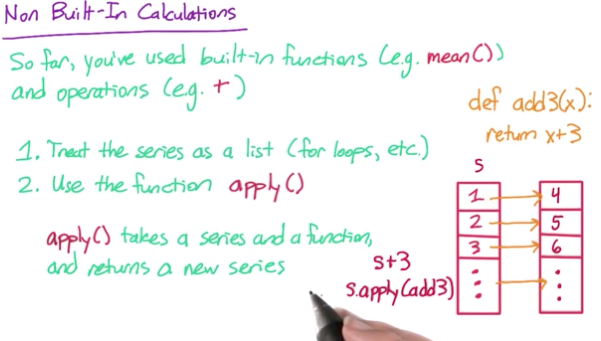 Non Built-In Calculations
So far, you've used built-in functions (e.g. mean())
and operations (e.g. +)
def add3(x):
return x+3
1. Treat the series as a list (for loops, etc.)
2. Use the function apply()
apply() takes a series and a function,
and returns a new series
s+3
s.apply(add3)
s
1 4
2 5
3 6